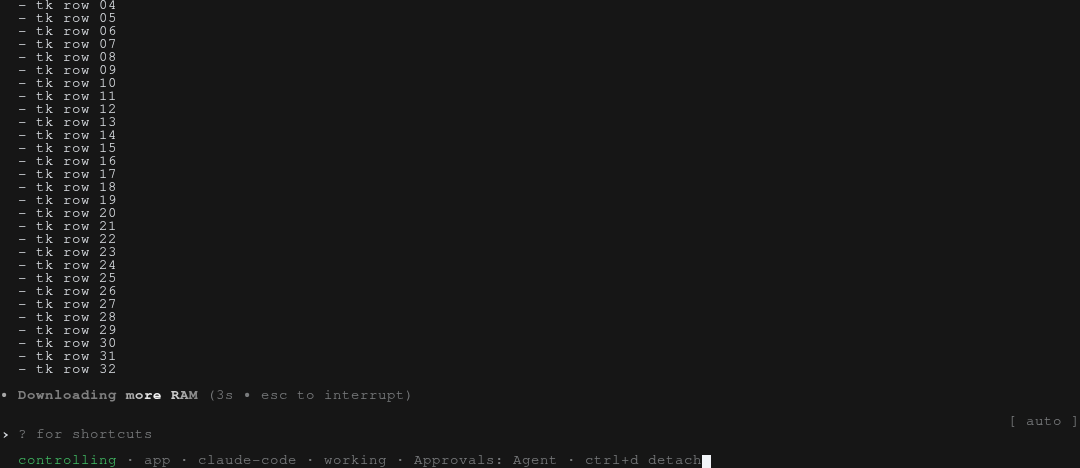 - tk row 04
- tk row 05
- tk row 06
- tk row 07
- tk row 08
- tk row 09
- tk row 10
- tk row 11
- tk row 12
- tk row 13
- tk row 14
- tk row 15
- tk row 16
- tk row 17
- tk row 18
- tk row 19
- tk row 20
- tk row 21
- tk row 22
- tk row 23
- tk row 24
- tk row 25
- tk row 26
- tk row 27
- tk row 28
- tk row 29
- tk row 30
- tk row 31
- tk row 32
• Downloading more RAM (3s • esc to interrupt)
[ auto ]
› ? for shortcuts
controlling · app · claude-code · working · Approvals: Agent · ctrl+d detach